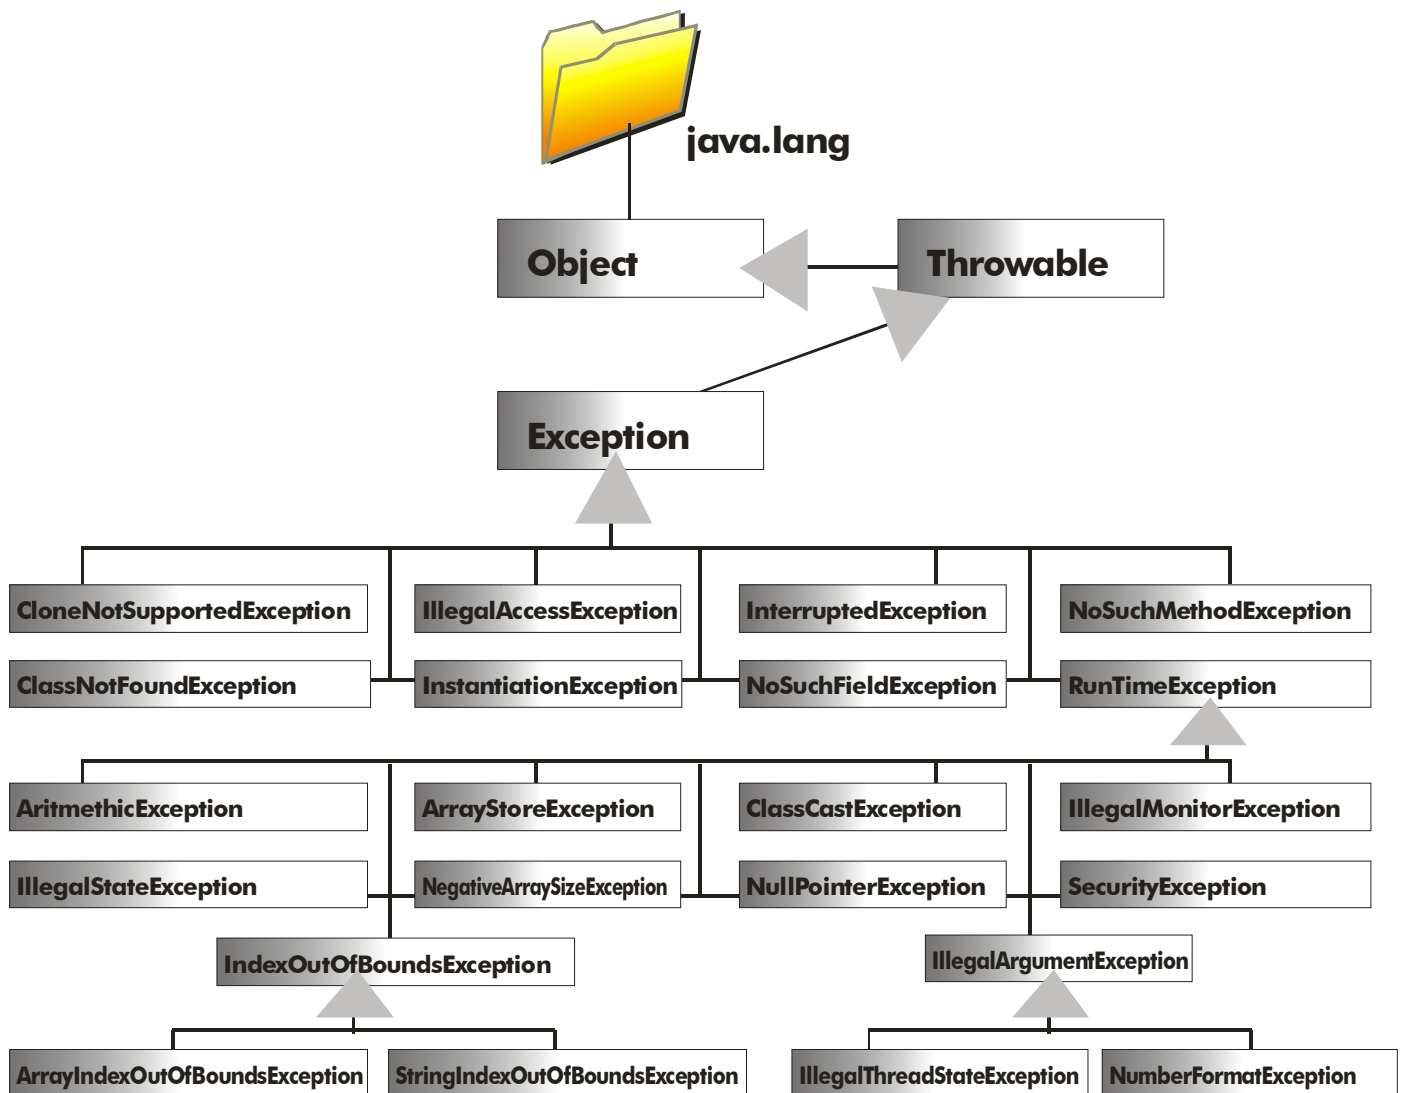 java.lang
Object
Throwable
Exception
CloneNotSupportedException
IllegalAccessException
InterruptedException
NoSuchMethodException
ClassNotFoundException
InstantiationException
NoSuchFieldException
RunTimeException
AritmethicException
ArrayStoreException
ClassCastException
IllegalMonitorException
IllegalStateException
NegativeArraySizeException
NullPointerException
SecurityException
IndexOutOfBoundsException
IllegalArgumentException
ArrayIndexOutOfBoundsException
StringIndexOutOfBoundsException
IllegalThreadStateException
NumberFormatException